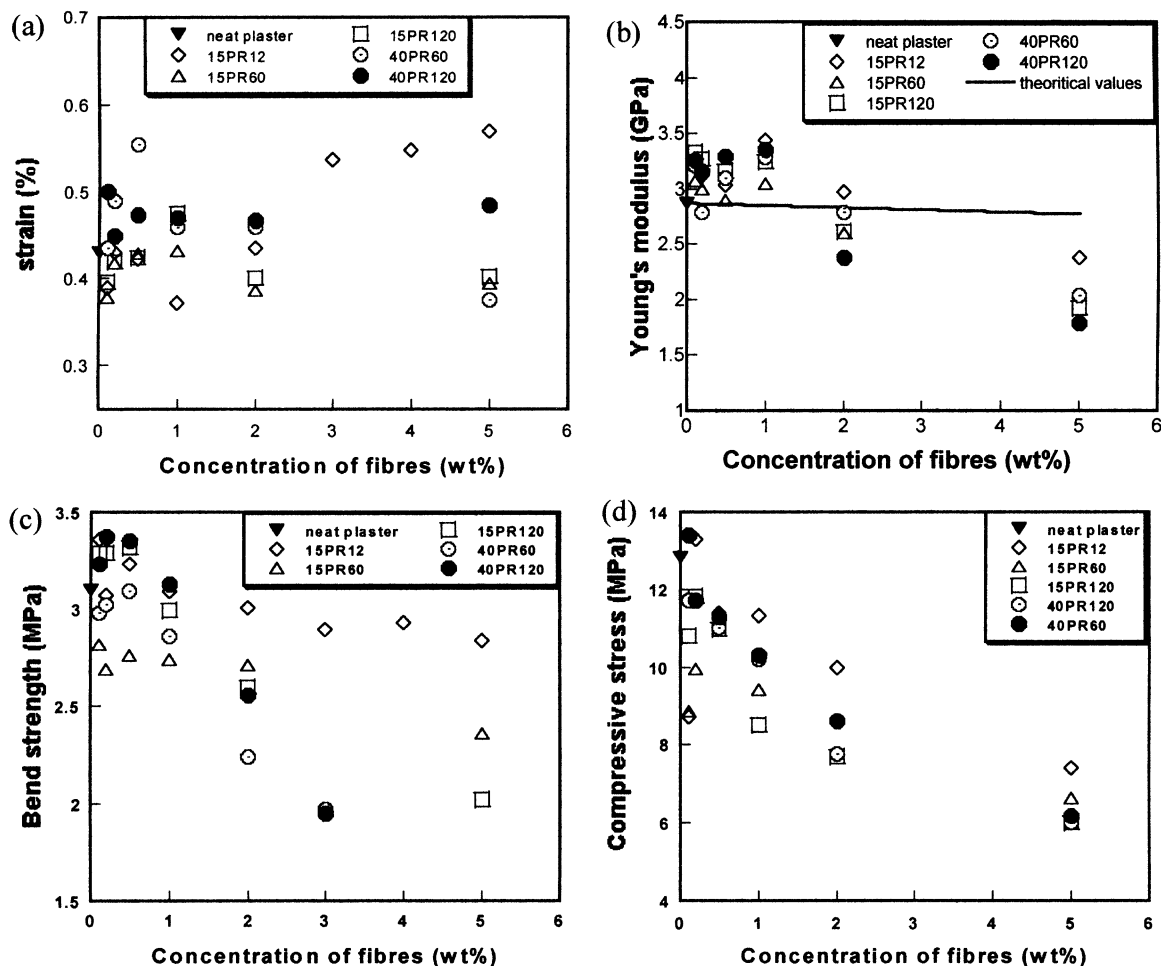 (a)
0.7
0.6
0.5
0.4
0.3
strain (%)
neat plaster
15PR12
15PR60
15PR120
40PR60
40PR120
0 1 2 3 4 5 6
Concentration of fibres (wt%)
(b)
4.5
4
3.5
3
2.5
2
1.5
1
Young's modulus (GPa)
neat plaster
15PR12
15PR60
15PR120
40PR60
40PR120
theoritical values
0 1 2 3 4 5 6
Concentration of fibres (wt%)
(c)
3.5
3
2.5
2
1.5
Bend strength (MPa)
neat plaster
15PR12
15PR60
15PR120
40PR60
40PR120
0 1 2 3 4 5 6
Concentration of fibres (wt%)
(d)
14
12
10
8
6
4
Compressive stress (MPa)
neat plaster
15PR12
15PR60
15PR120
40PR120
40PR60
0 1 2 3 4 5 6
Concentration of fibres (wt%)